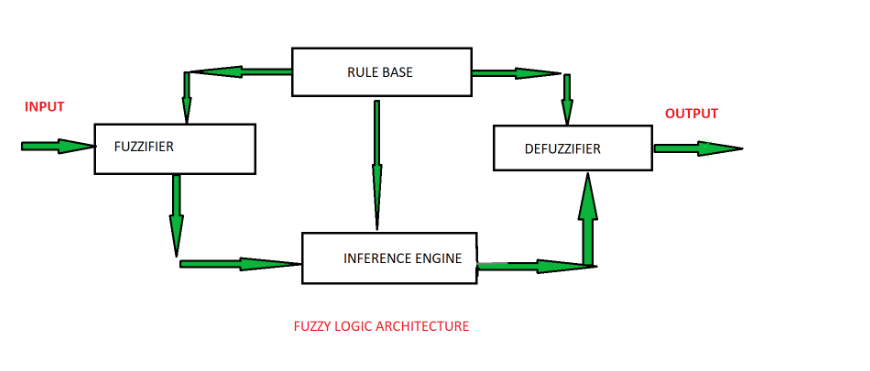 RULE BASE
INPUT
OUTPUT
FUZZIFIER
DEFUZZIFIER
INFERENCE ENGINE
FUZZY LOGIC ARCHITECTURE